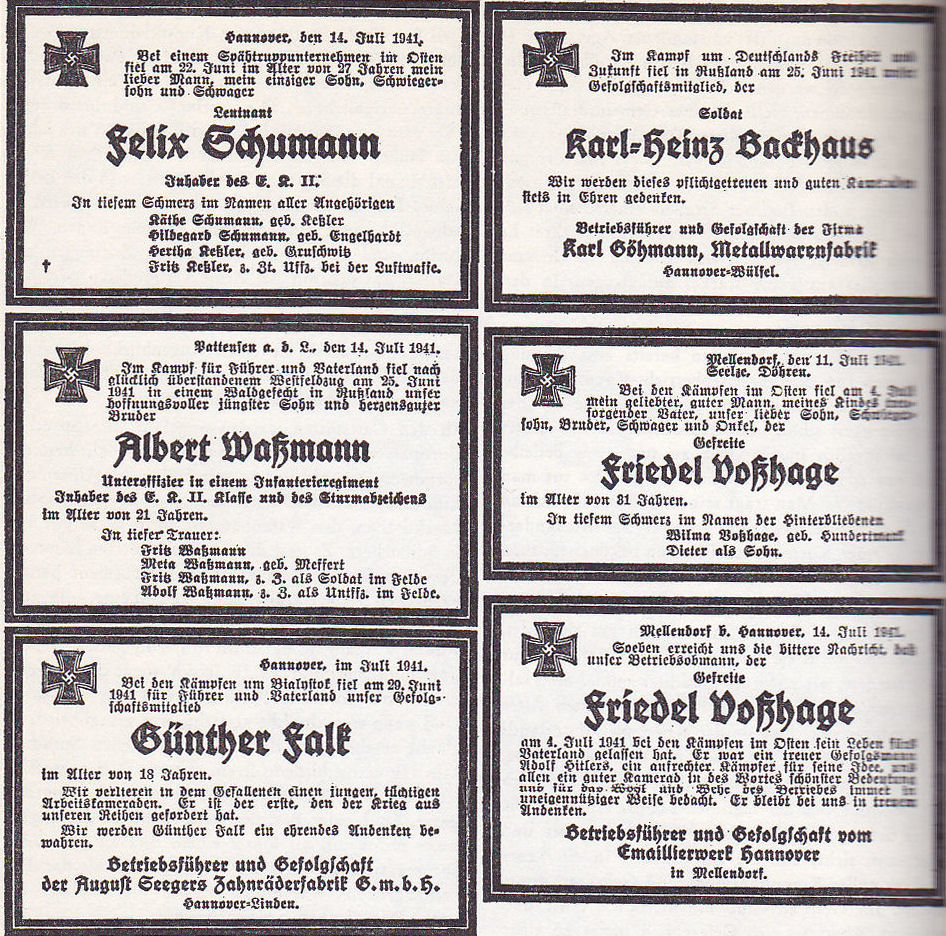 Hannover, den 14. Juli 1941.
Bei einem Spähtruppunternehmen im Osten
fiel am 22. Juni im Alter von 27 Jahren mein
lieber Mann, mein einziger Sohn, Schwieger-
sohn und Schwager
Leutnant
Felix Schumann
Inhaber des E. K. II.
In tiefem Schmerz im Namen aller Angehörigen
Käthe Schumann, geb. Keßler
Hildegard Schumann, geb. Engelhardt
Hertha Keßler, geb. Gruschwitz
Fritz Keßler, z. Zt. Uffz. bei der Luftwaffe.
Pattensen a. d. L., den 14. Juli 1941.
Im Kampf für Führer und Vaterland fiel nach
glücklich überstandenem Westfeldzug am 25. Juni
1941 in einem Waldgefecht in Rußland unser
hoffnungsvoller jüngster Sohn und herzensguter
Bruder
Albert Waßmann
Unteroffizier in einem Infanterieregiment
Inhaber des E. K. II. Klasse und des Sturmabzeichens
im Alter von 21 Jahren.
In tiefer Trauer:
Fritz Waßmann
Meta Waßmann, geb. Meffert
Fritz Waßmann, z. Z. als Soldat im Felde
Adolf Waßmann, z. Z. als Untffz. im Felde.
Hannover, im Juli 1941.
Bei den Kämpfen um Bialystok fiel am 29. Juni
1941 für Führer und Vaterland unser Gefolg-
schaftsmitglied
Günther Falk
im Alter von 18 Jahren.
Wir verlieren in dem Gefallenen einen jungen, tüchtigen
Arbeitskameraden. Er ist der erste, den der Krieg aus
unseren Reihen gefordert hat.
Wir werden Günther Falk ein ehrendes Andenken be-
wahren.
Betriebsführer und Gefolgschaft
der August Seegers Zahnräderfabrik G. m. b. H.
Hannover-Linden.
Im Kampf um Deutschlands Freiheit und
Zukunft fiel in Rußland am 25. Juni 1941 unser
Gefolgschaftsmitglied, der
Soldat
Karl-Heinz Backhaus
Wir werden dieses pflichtgetreuen und guten Kameraden
stets in Ehren gedenken.
Betriebsführer und Gefolgschaft der Firma
Karl Göhmann, Metallwarenfabrik
Hannover-Wülfel.
Mellendorf, den 11. Juli 1941.
Seelze, Döhren.
Bei den Kämpfen im Osten fiel am 4. Juli
mein geliebter, guter Mann, meines Kindes
sorgender Vater, unser lieber Sohn, Schwieger-
sohn, Bruder, Schwager und Onkel, der
Gefreite
Friedel Voßhage
im Alter von 31 Jahren.
In tiefem Schmerz im Namen der Hinterbliebenen
Wilma Voßhage, geb. Hundertmark
Dieter als Sohn.
Mellendorf b. Hannover, 14. Juli 1941.
Soeben erreicht uns die bittere Nachricht, daß
unser Betriebsobmann, der
Gefreite
Friedel Voßhage
am 4. Juli 1941 bei den Kämpfen im Osten sein Leben fürs
Vaterland gelassen hat. Er war ein treuer Gefolgsmann
Adolf Hitlers, ein aufrechter Kämpfer für seine Idee, uns
allen ein guter Kamerad in des Wortes schönster Bedeutung
und für das Wohl und Wehe des Betriebes immer in
uneigennütziger Weise bedacht. Er bleibt bei uns in treuem
Andenken.
Betriebsführer und Gefolgschaft vom
Emaillierwerk Hannover
in Mellendorf.